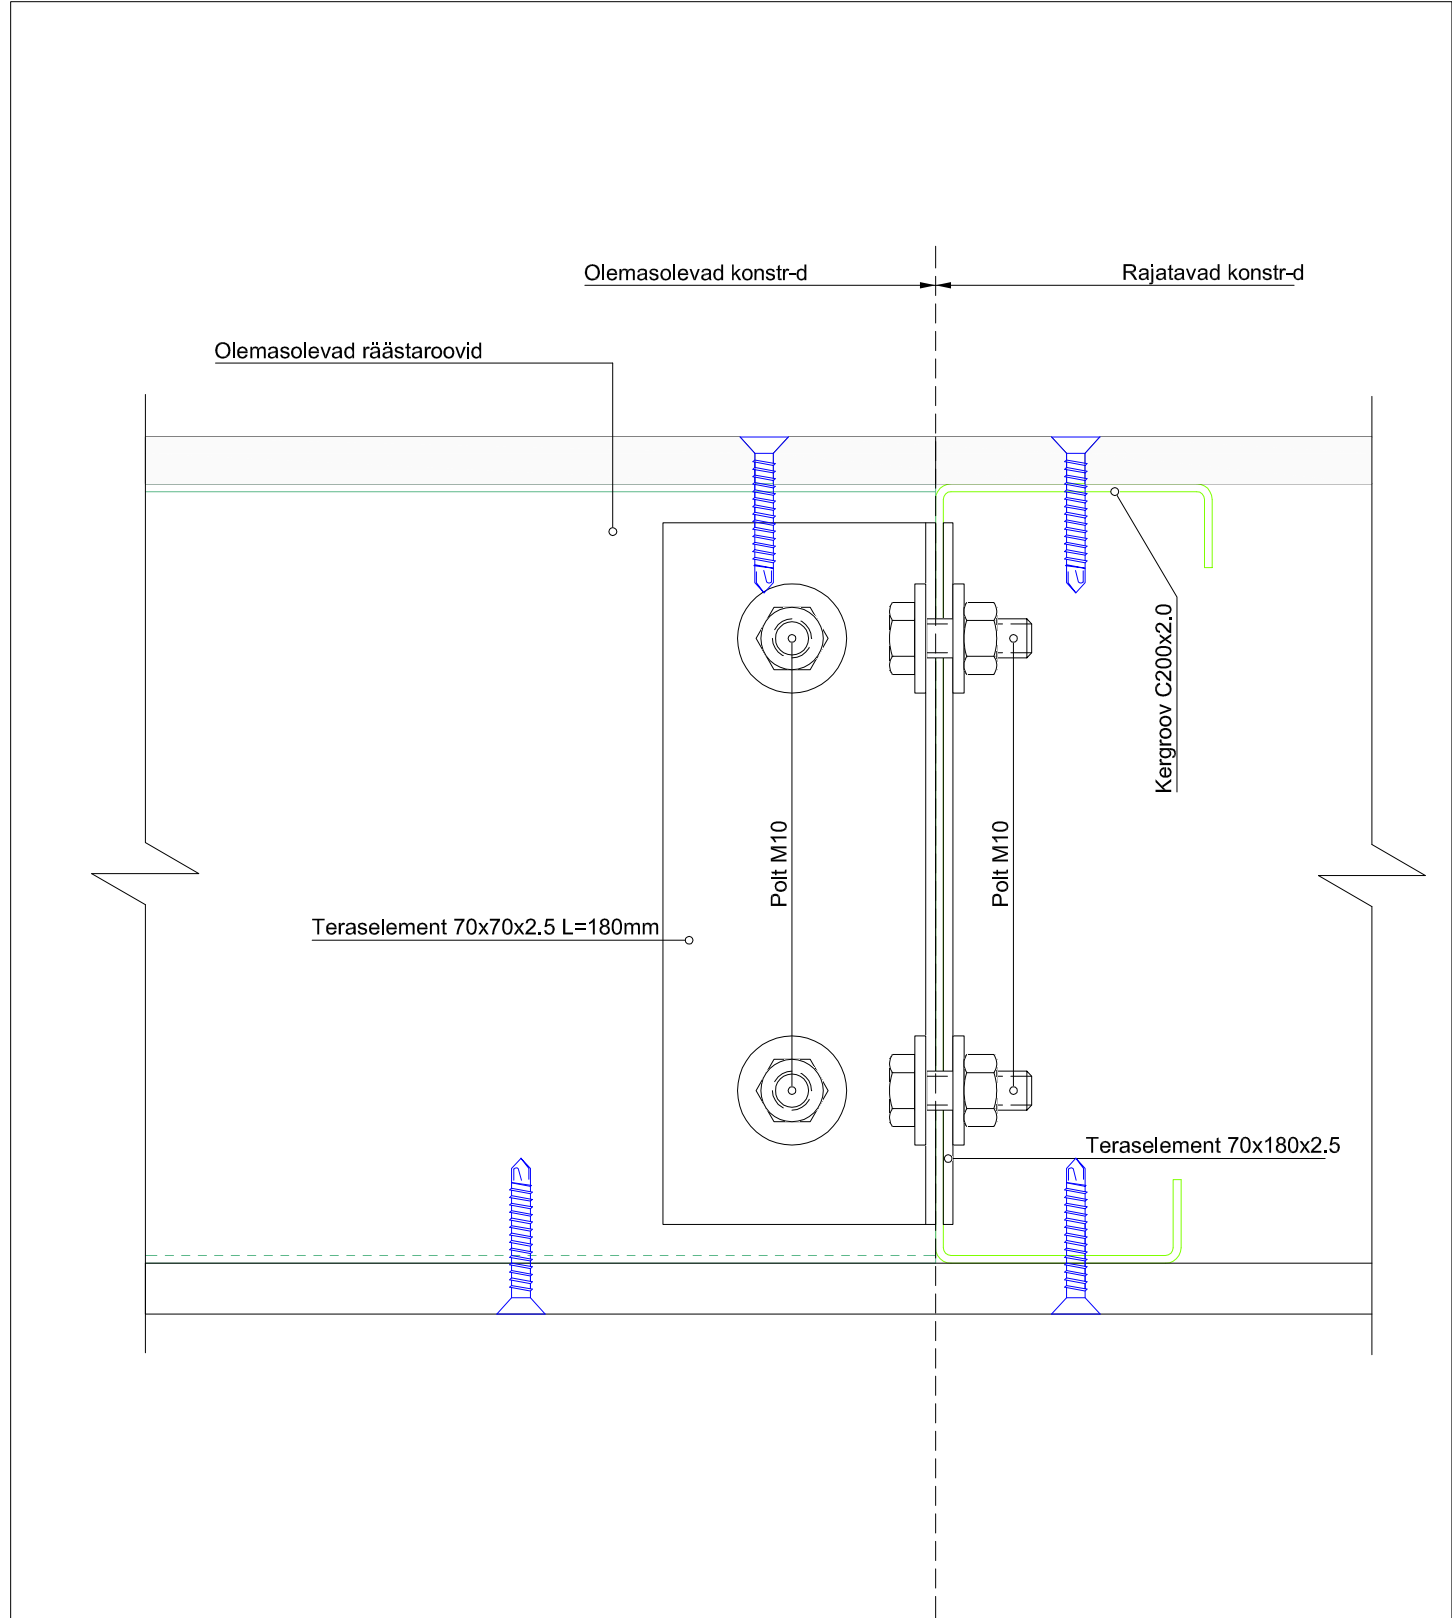 Olemasolevad konstr-d
Rajatavad konstr-d
Olemasolevad räästaroovid
Kergroov C200x2.0
Polt M10
Polt M10
Teraselement 70x70x2.5 L=180mm
Teraselement 70x180x2.5